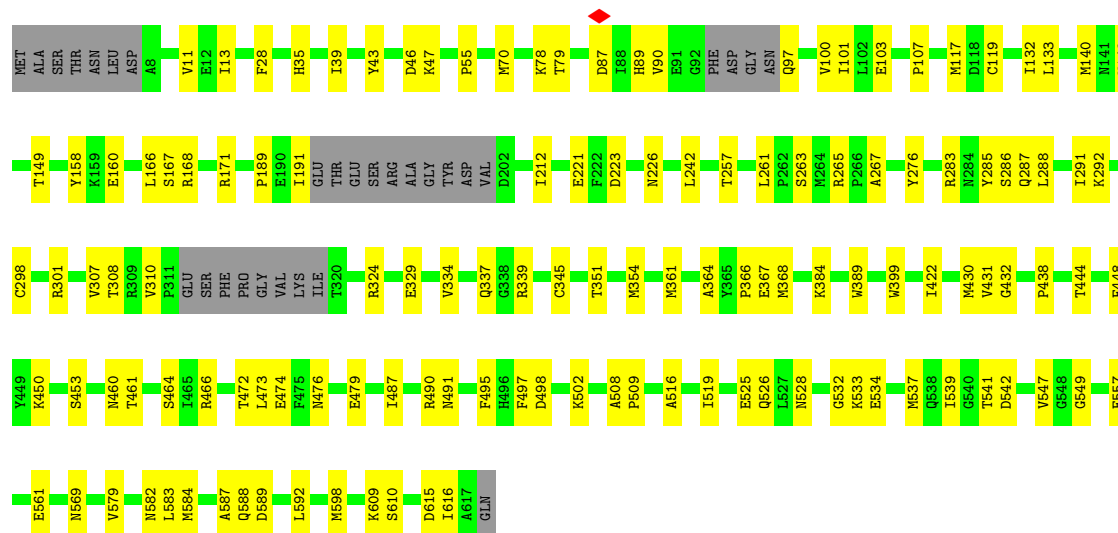 MET ALA SER THR ASN LEU ASP A8 V11 E12 I13 F28 H35 I39 Y43 D46 K47 P55 M70 K78 T79 D87 I88 H89 V90 E91 G92 PHE ASP GLY ASN Q97 V100 I101 L102 E103 P107 M117 D118 C119 I132 L133 M140 N141
T149 Y158 K159 E160 L166 S167 R168 R171 P189 E190 I191 GLU THR GLU SER ARG ALA GLY TYR ASP VAL D202 I212 E221 F222 D223 N226 L242 T257 L261 P262 S263 M264 R265 P266 A267 Y276 R283 N284 Y285 S286 Q287 L288 I291 K292
C298 R301 V307 T308 R309 V310 P311 GLU SER PHE PRO GLY VAL LYS ILE T320 R324 E329 V334 Q337 G338 R339 C345 T351 M354 M361 A364 Y365 P366 E367 M368 K384 W389 W399 I422 M430 V431 G432 P438 T444
Y449 K450 S453 N460 T461 S464 I465 R466 T472 L473 E474 F475 N476 E479 I487 R490 N491 F495 H496 F497 D498 K502 A508 P509 A516 I519 E525 Q526 L527 N528 G532 K533 E534 M537 Q538 I539 G540 T541 D542 V547 G548 G549
E561 N569 V579 N582 L583 M584 A587 Q588 D589 L592 M598 K609 S610 D615 I616 A617 GLN